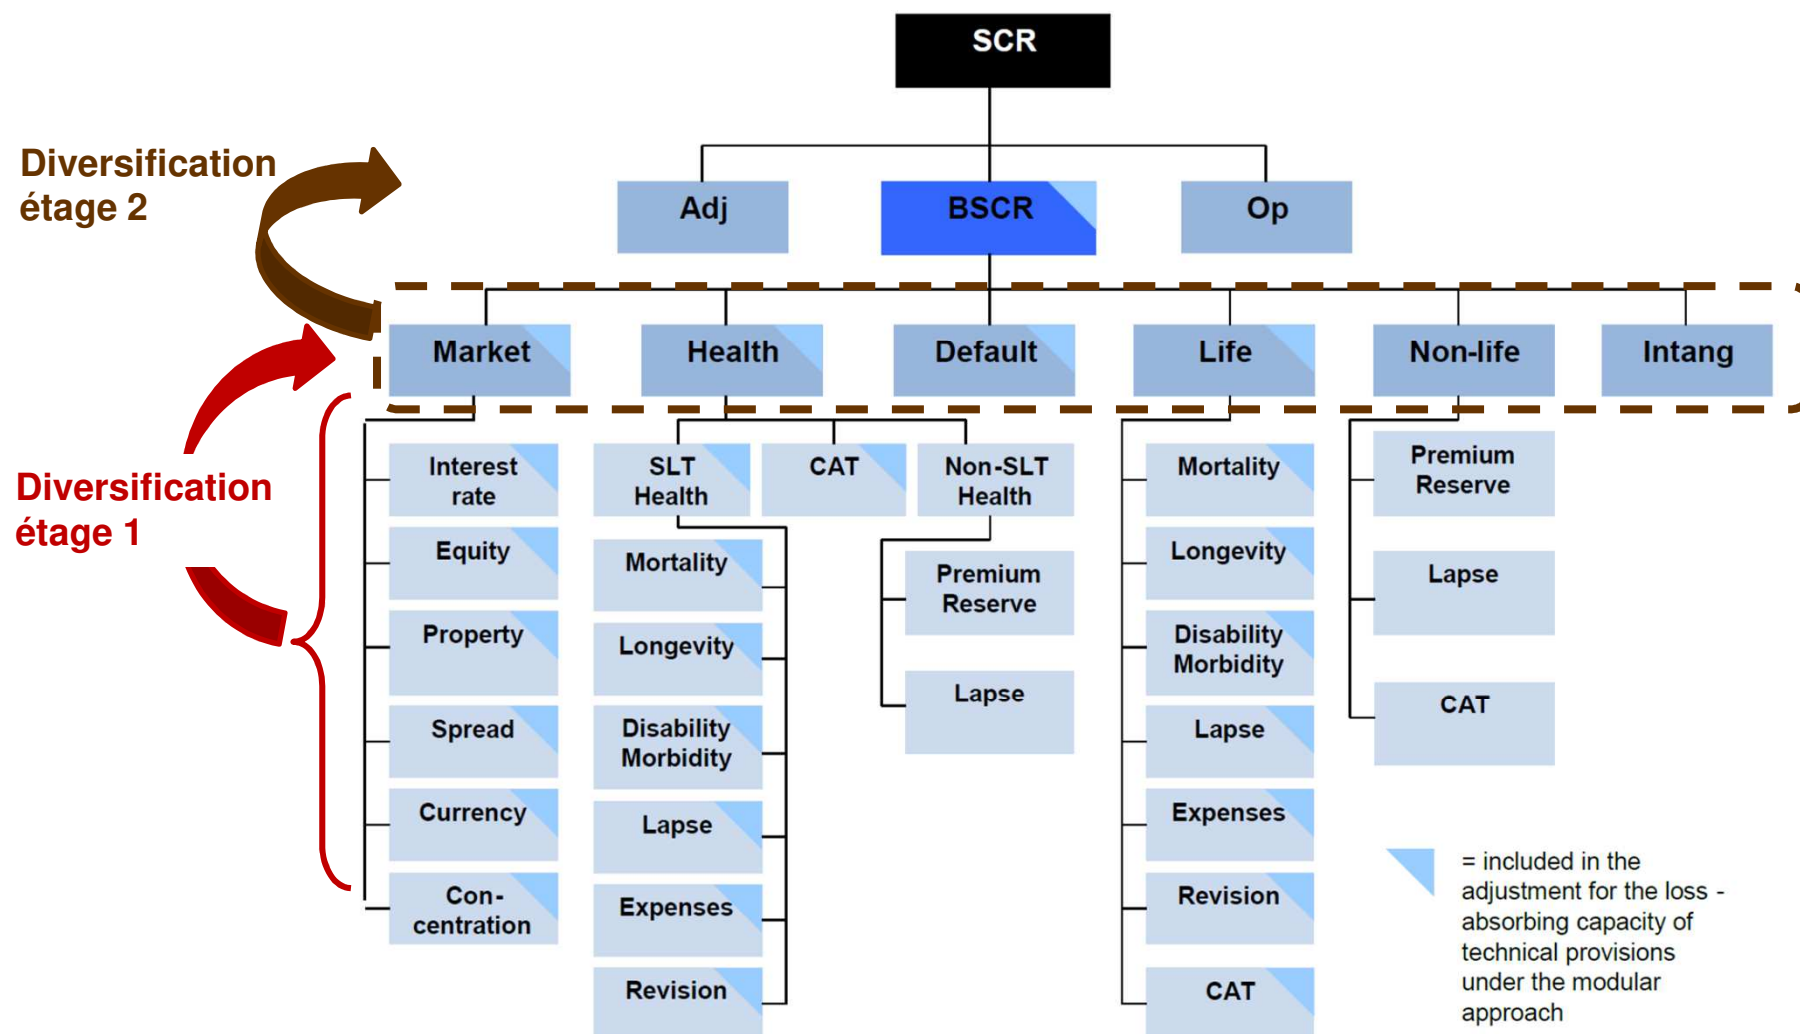 SCR
Diversification
étage 2
Adj
BSCR
Op
Market
Health
Default
Life
Non-life
Intang
Diversification
étage 1
Interest
rate
Equity
Property
Spread
Currency
Con-
centration
SLT
Health
CAT
Non-SLT
Health
Mortality
Longevity
Disability
Morbidity
Lapse
Expenses
Revision
Premium
Reserve
Lapse
Mortality
Longevity
Disability
Morbidity
Lapse
Expenses
Revision
CAT
Premium
Reserve
Lapse
CAT
= included in the
adjustment for the loss -
absorbing capacity of
technical provisions
under the modular
approach